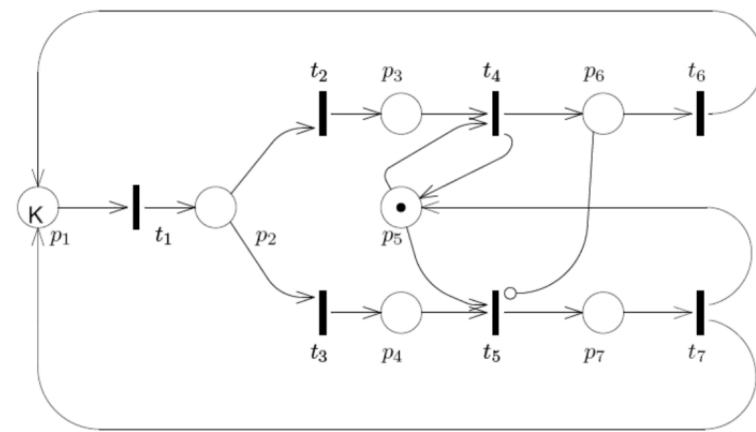 t₂ p₃ t₄ p₆ t₆
K p₁ t₁ p₂ p₅
t₃ p₄ t₅ p₇ t₇